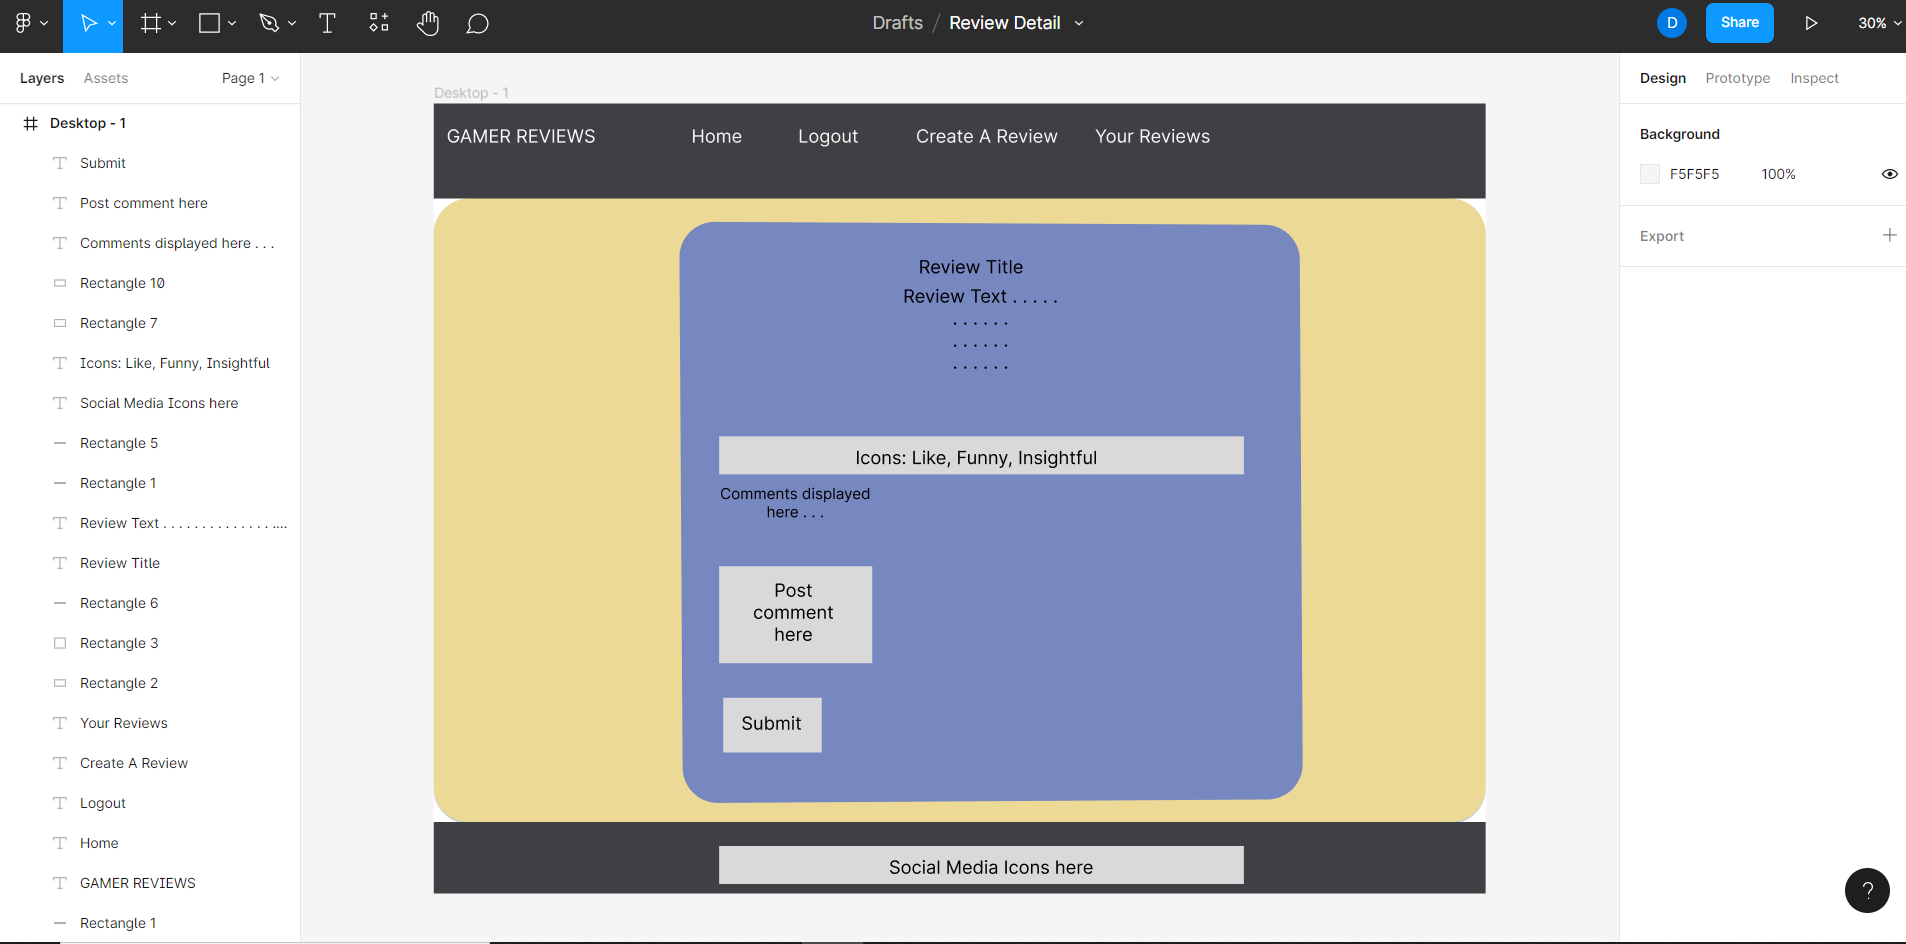 Drafts / Review Detail
D
Share
30%
Layers
Assets
Page 1
Design
Prototype
Inspect
Desktop - 1
Submit
Post comment here
Comments displayed here . . .
Rectangle 10
Rectangle 7
Icons: Like, Funny, Insightful
Social Media Icons here
Rectangle 5
Rectangle 1
Review Text . . . . . . . . . . . . . . ....
Review Title
Rectangle 6
Rectangle 3
Rectangle 2
Your Reviews
Create A Review
Logout
Home
GAMER REVIEWS
Rectangle 1
Desktop - 1
GAMER REVIEWS
Home
Logout
Create A Review
Your Reviews
Review Title
Review Text . . . . .
. . . . . .
. . . . . .
. . . . . .
Icons: Like, Funny, Insightful
Comments displayed
here . . .
Post
comment
here
Submit
Social Media Icons here
Background
F5F5F5
100%
Export
?